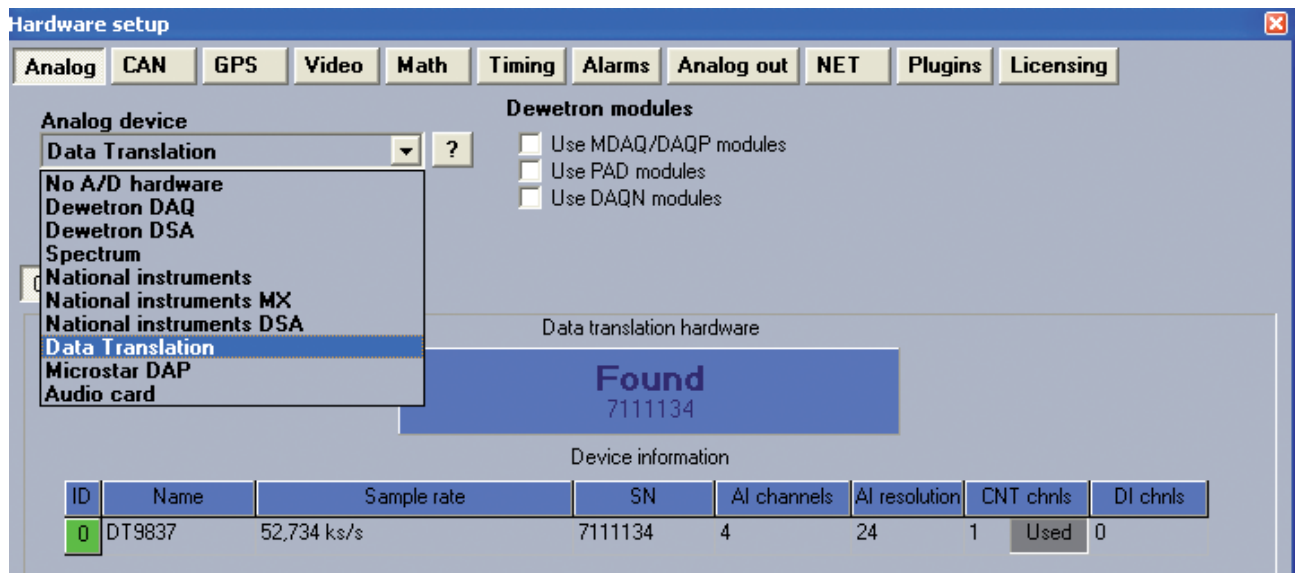 Hardware setup
Analog CAN GPS Video Math Timing Alarms Analog out NET Plugins Licensing
Analog device
Data Translation ?
No A/D hardware
Dewetron DAQ
Dewetron DSA
Spectrum
National instruments
National instruments MX
National instruments DSA
Data Translation
Microstar DAP
Audio card
Dewetron modules
Use MDAQ/DAQP modules
Use PAD modules
Use DAQN modules
Data translation hardware
Found
7111134
Device information
ID Name Sample rate SN AI channels AI resolution CNT chnls DI chnls
0 DT9837 52,734 ks/s 7111134 4 24 1 Used 0